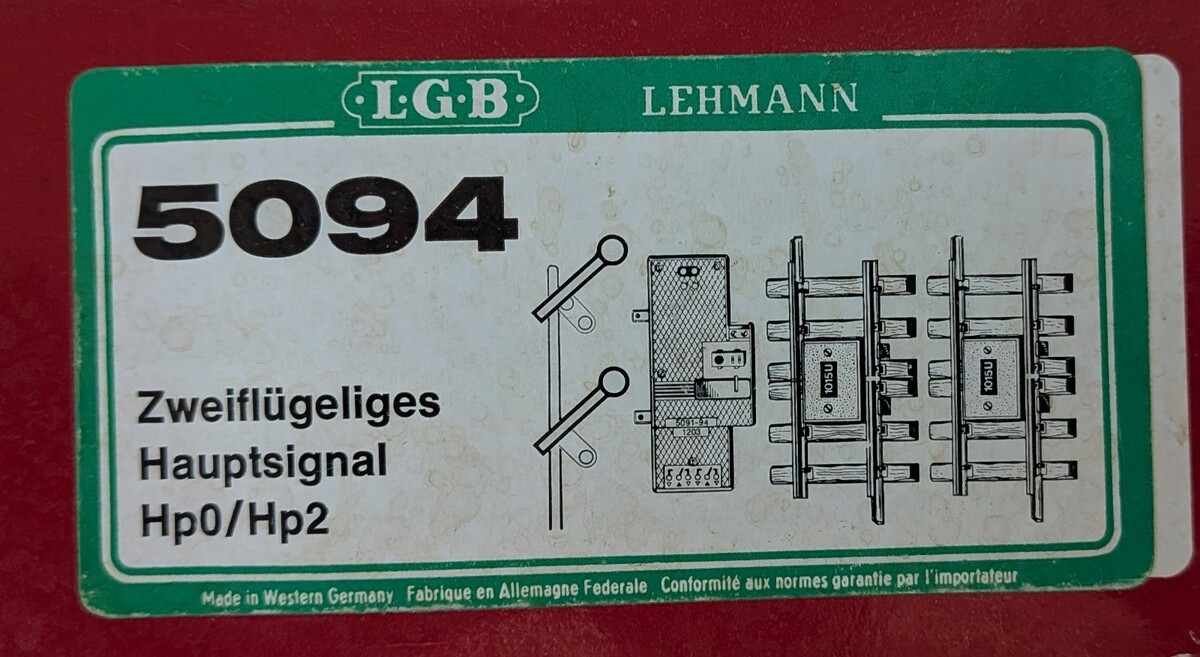 ·L·G·B·
LEHMANN
5094
Zweiflügeliges
Hauptsignal
Hp0/Hp2
5091-94
1203
1015U
1015U
Made in Western Germany Fabrique en Allemagne Federale Conformité aux normes garantie par l'importateur